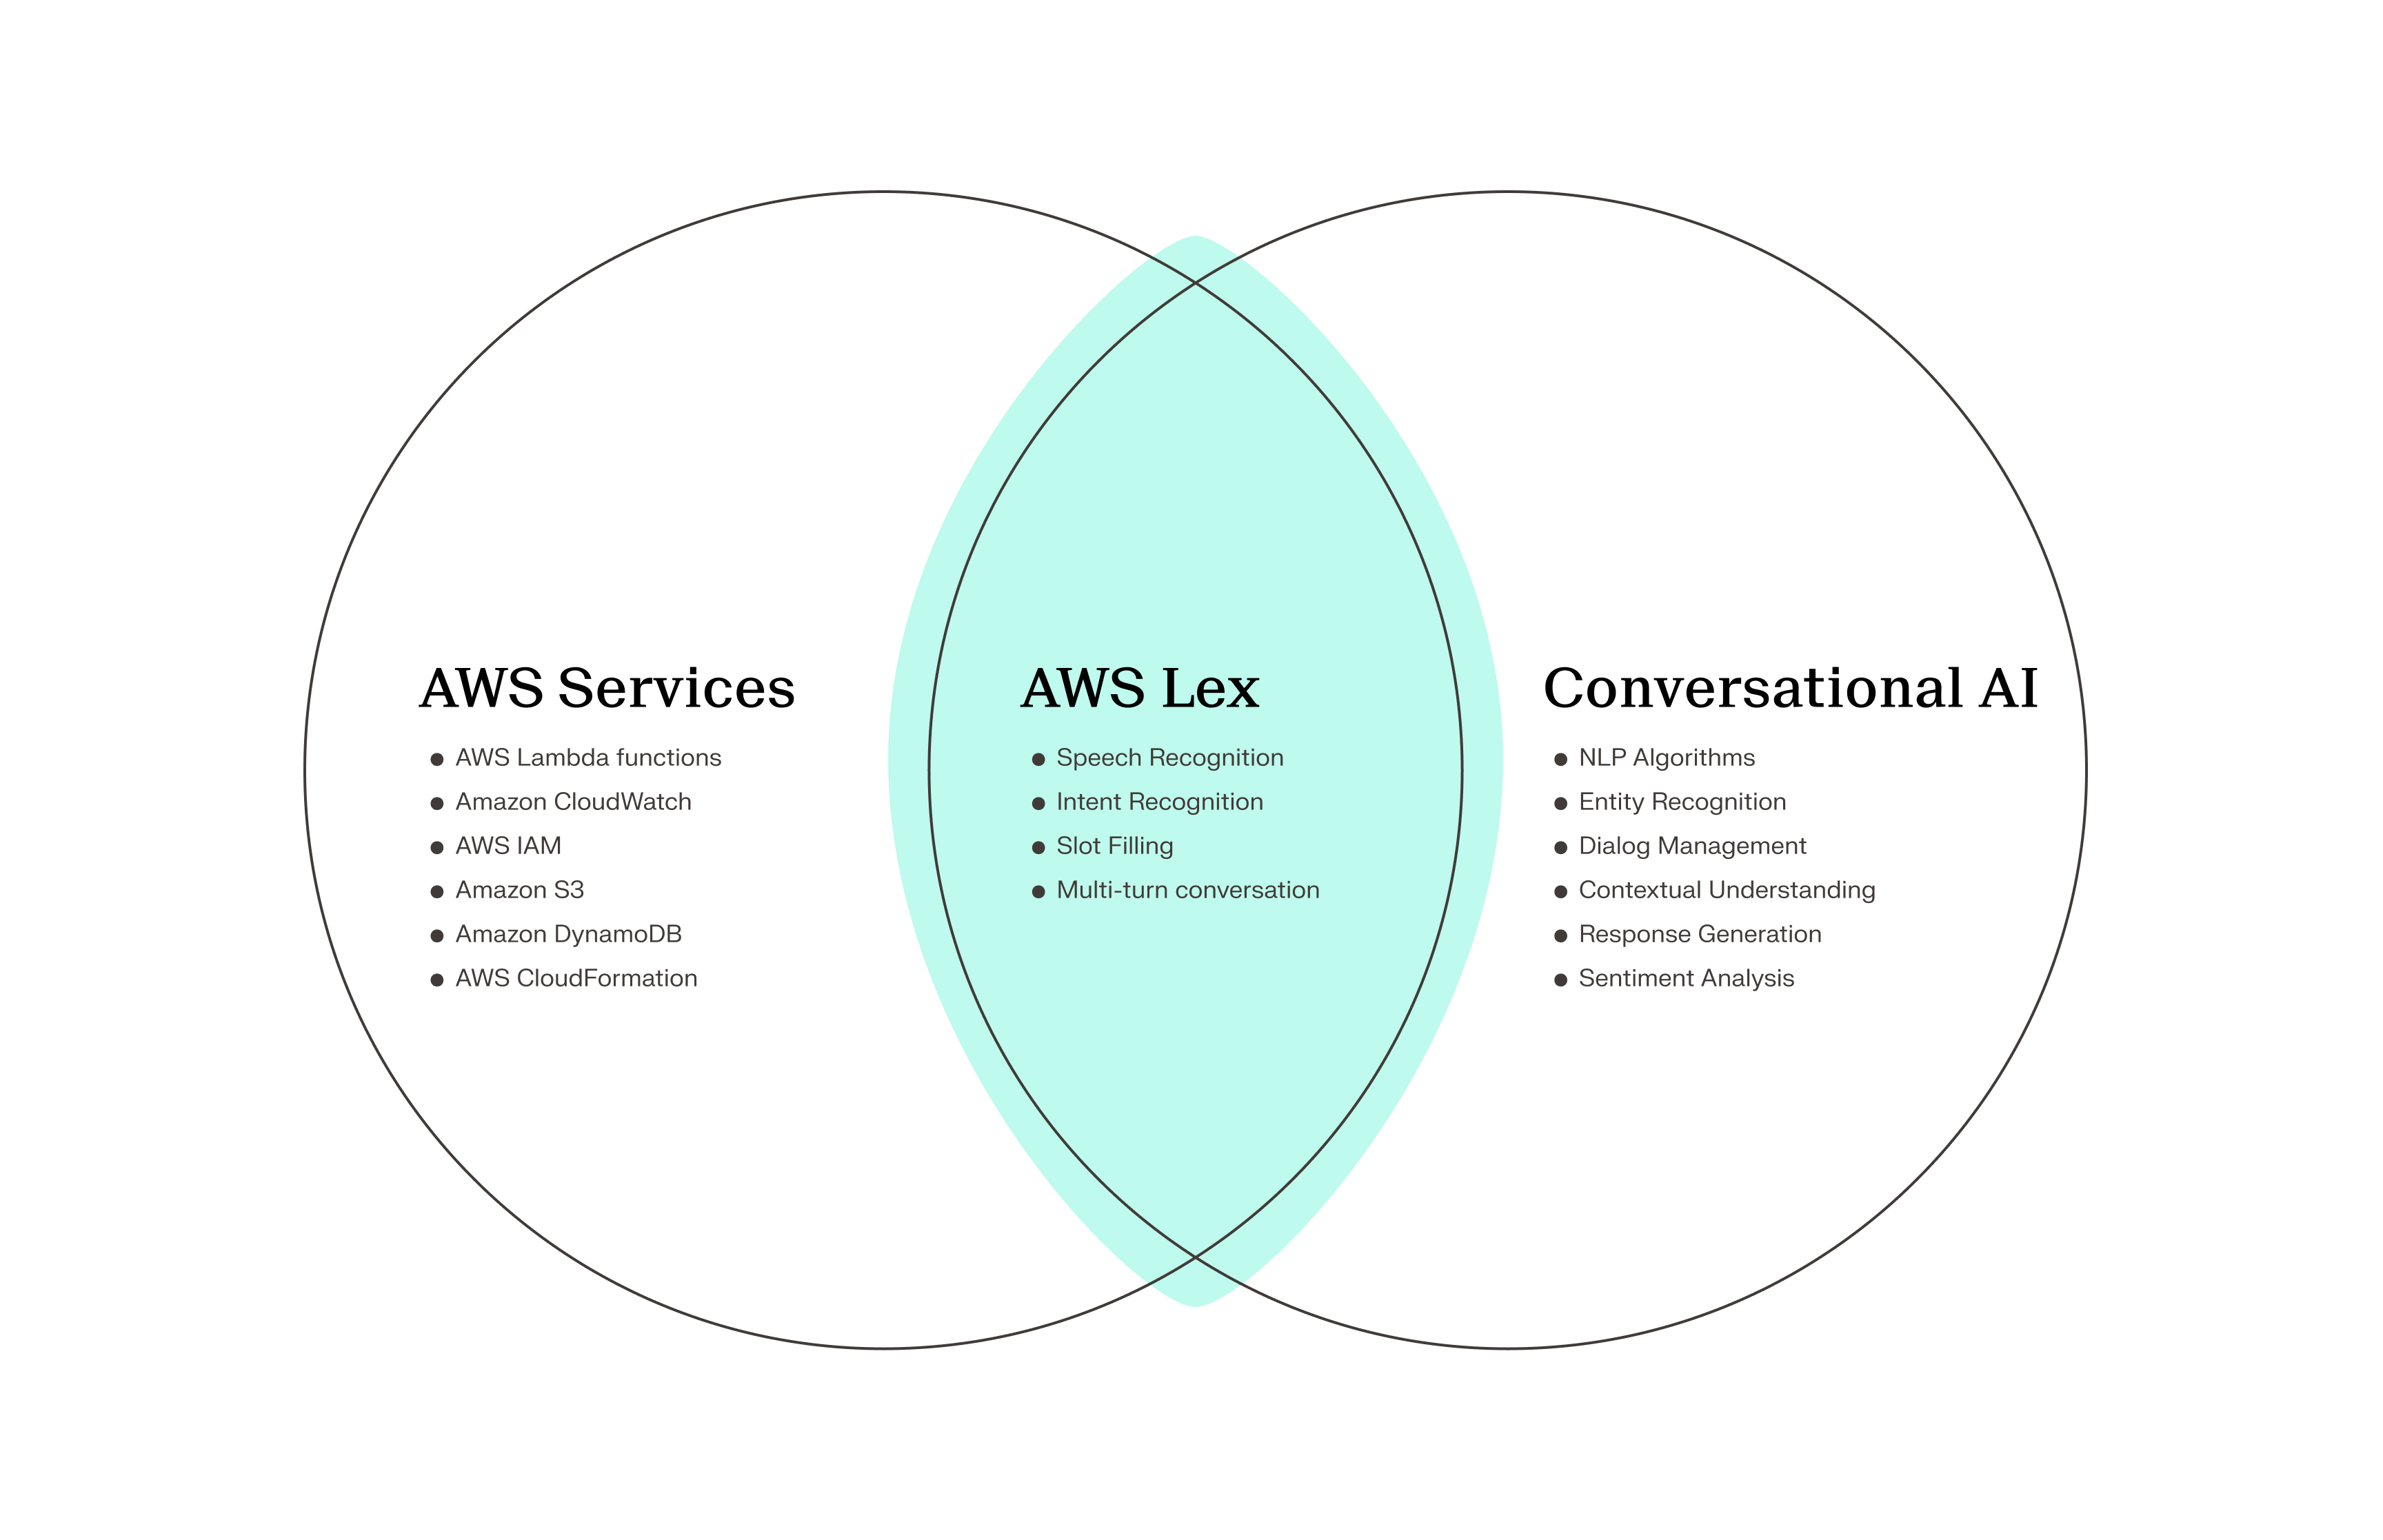 AWS Services
AWS Lambda functions
Amazon CloudWatch
AWS IAM
Amazon S3
Amazon DynamoDB
AWS CloudFormation
AWS Lex
Speech Recognition
Intent Recognition
Slot Filling
Multi-turn conversation
Conversational AI
NLP Algorithms
Entity Recognition
Dialog Management
Contextual Understanding
Response Generation
Sentiment Analysis